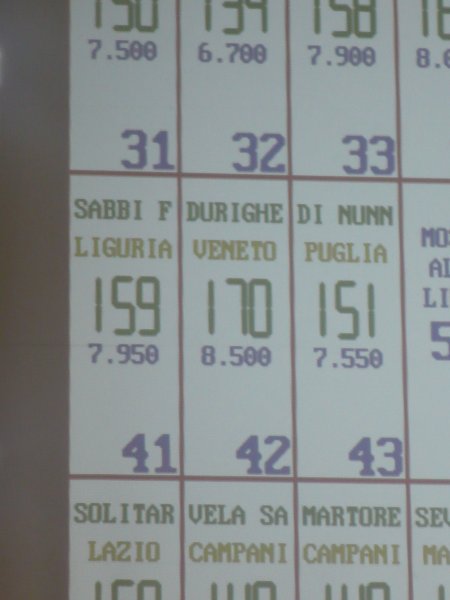 7.500 6.700 7.900
31 32 33
SABBI F DURIGHE DI NUNN
LIGURIA VENETO PUGLIA
159 170 151
7.950 8.500 7.550
41 42 43
SOLITAR VELA SA MARTORE
LAZIO CAMPANI CAMPANI